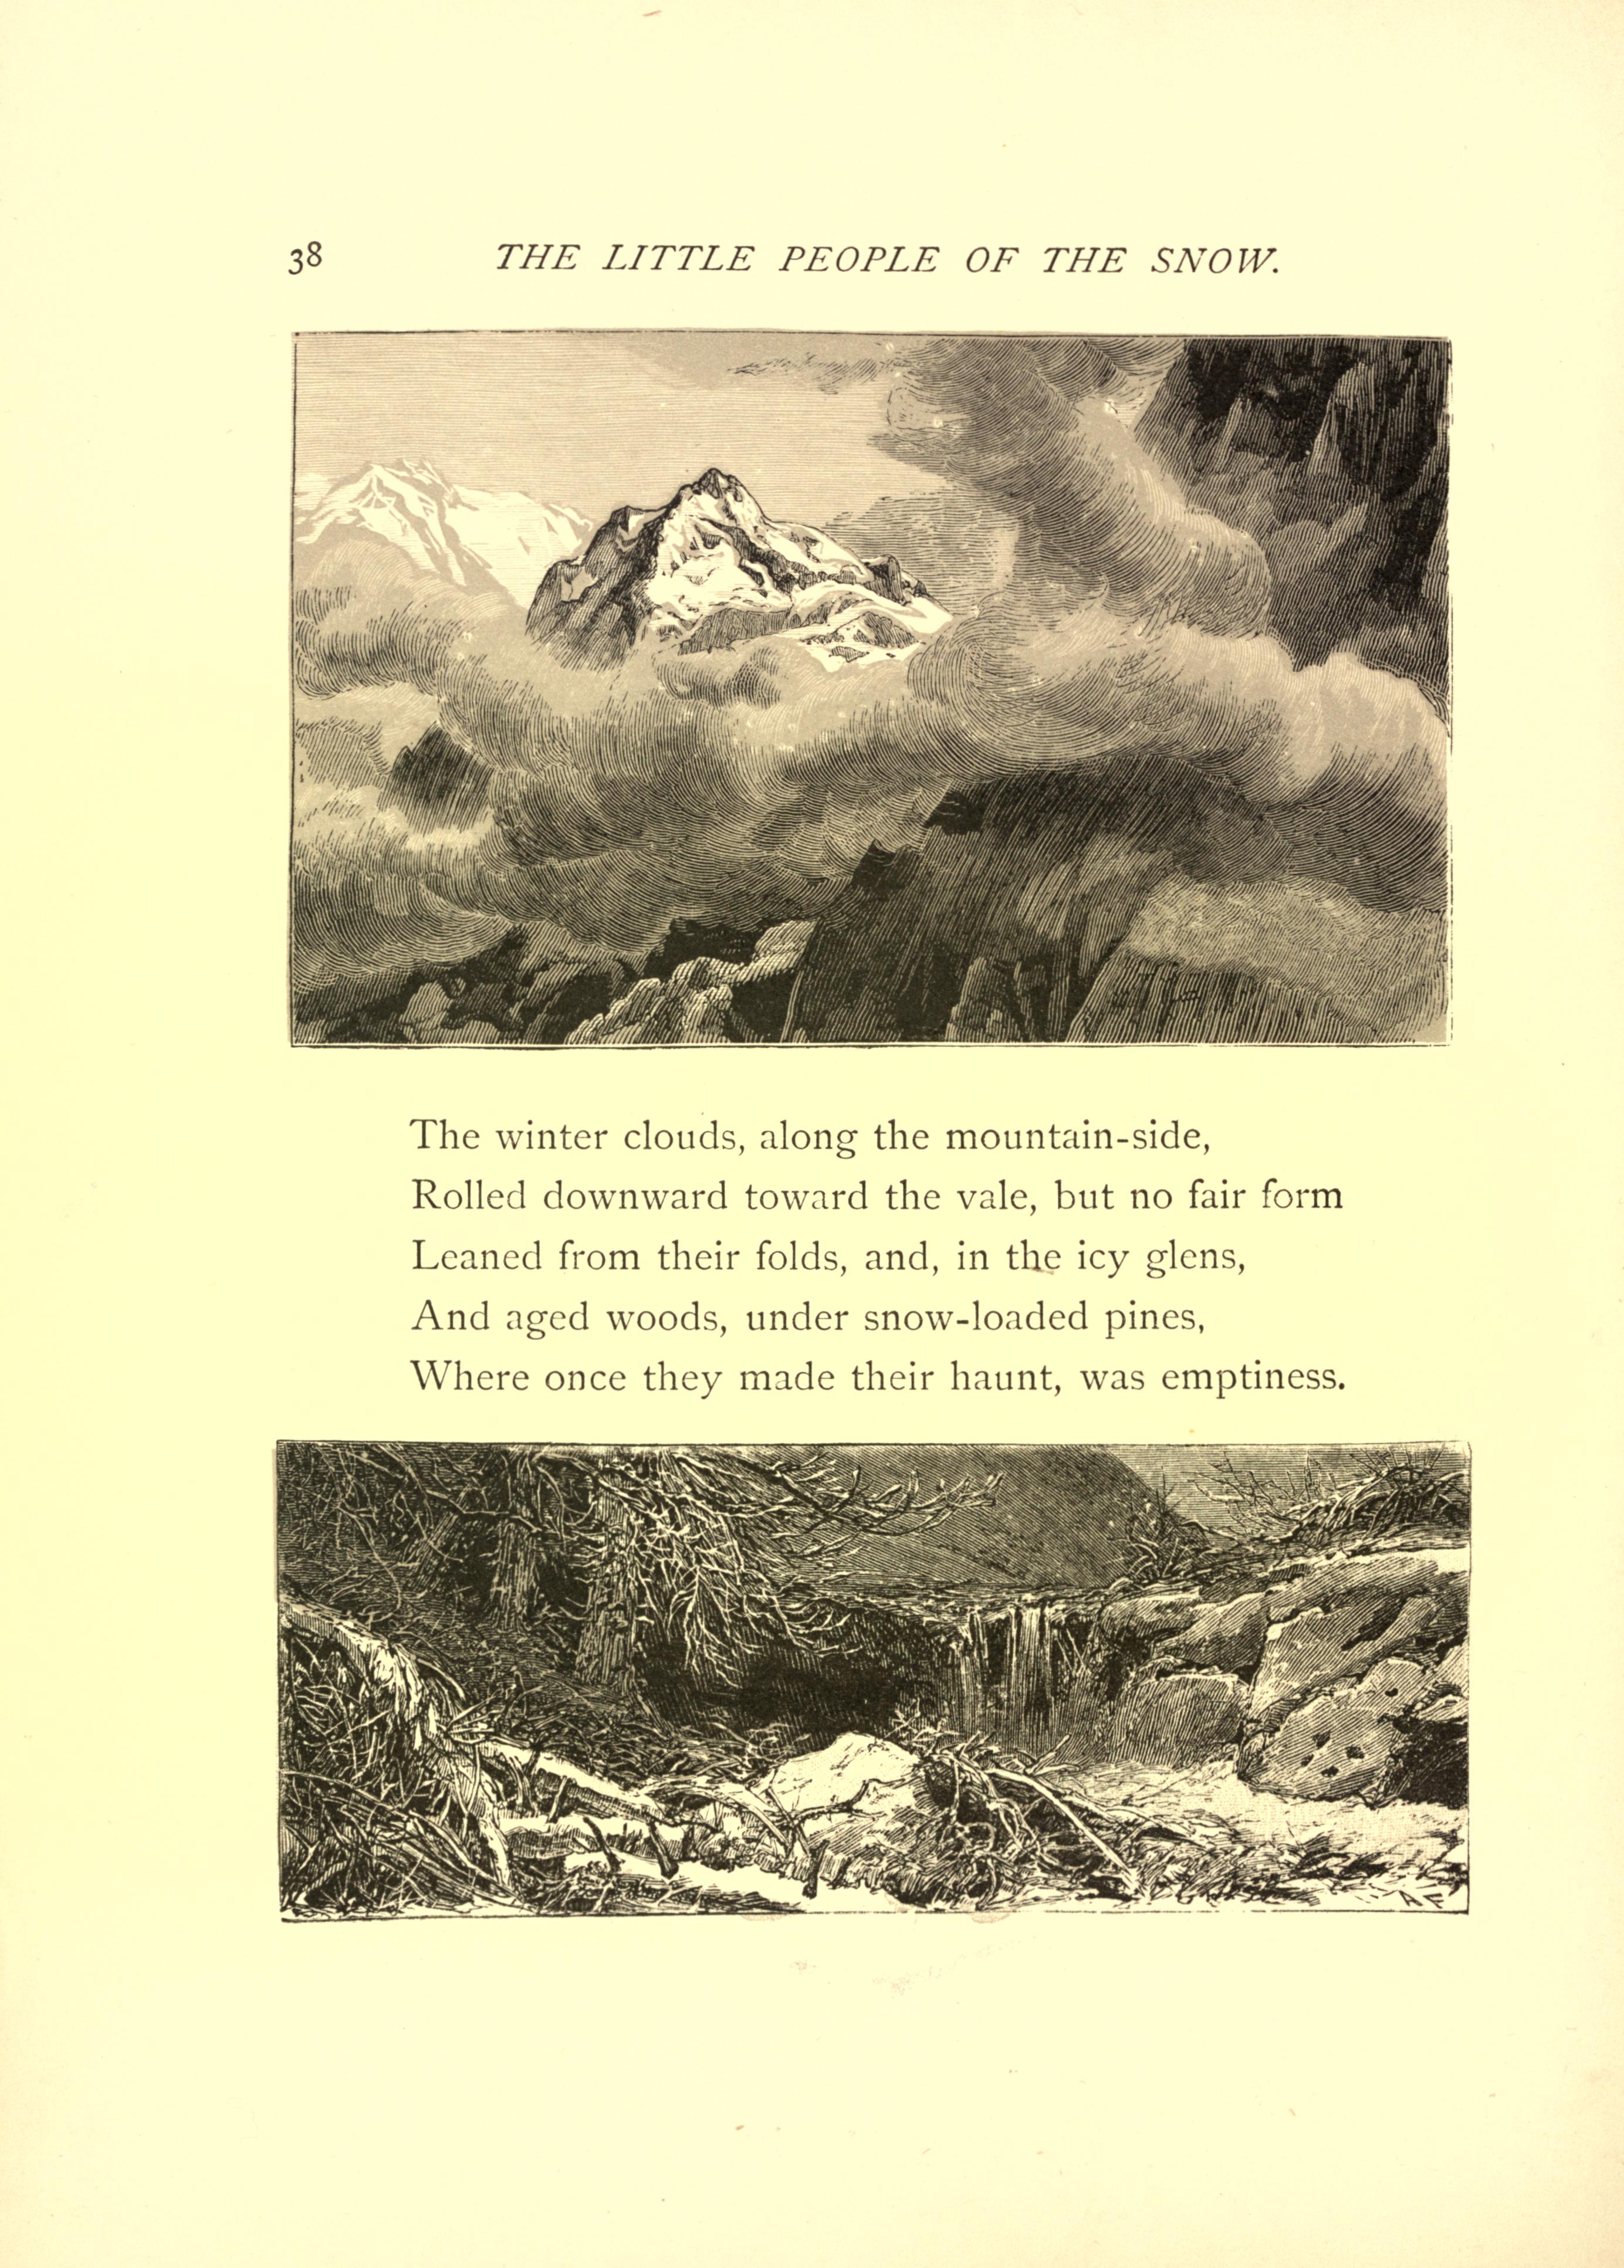 38 THE LITTLE PEOPLE OF THE SNOW.
The winter clouds, along the mountain-side,
Rolled downward toward the vale, but no fair form
Leaned from their folds, and, in the icy glens,
And aged woods, under snow-loaded pines,
Where once they made their haunt, was emptiness.
AF